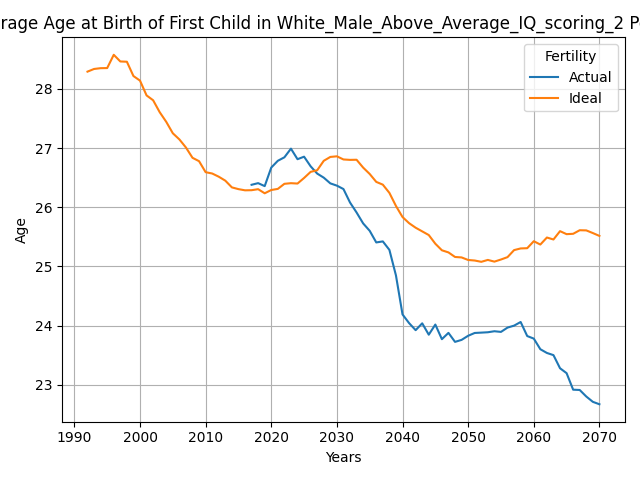 rage Age at Birth of First Child in White_Male_Above_Average_IQ_scoring_2 P
Fertility
Actual
Ideal
28
27
26
25
24
23
Age
1990 2000 2010 2020 2030 2040 2050 2060 2070
Years